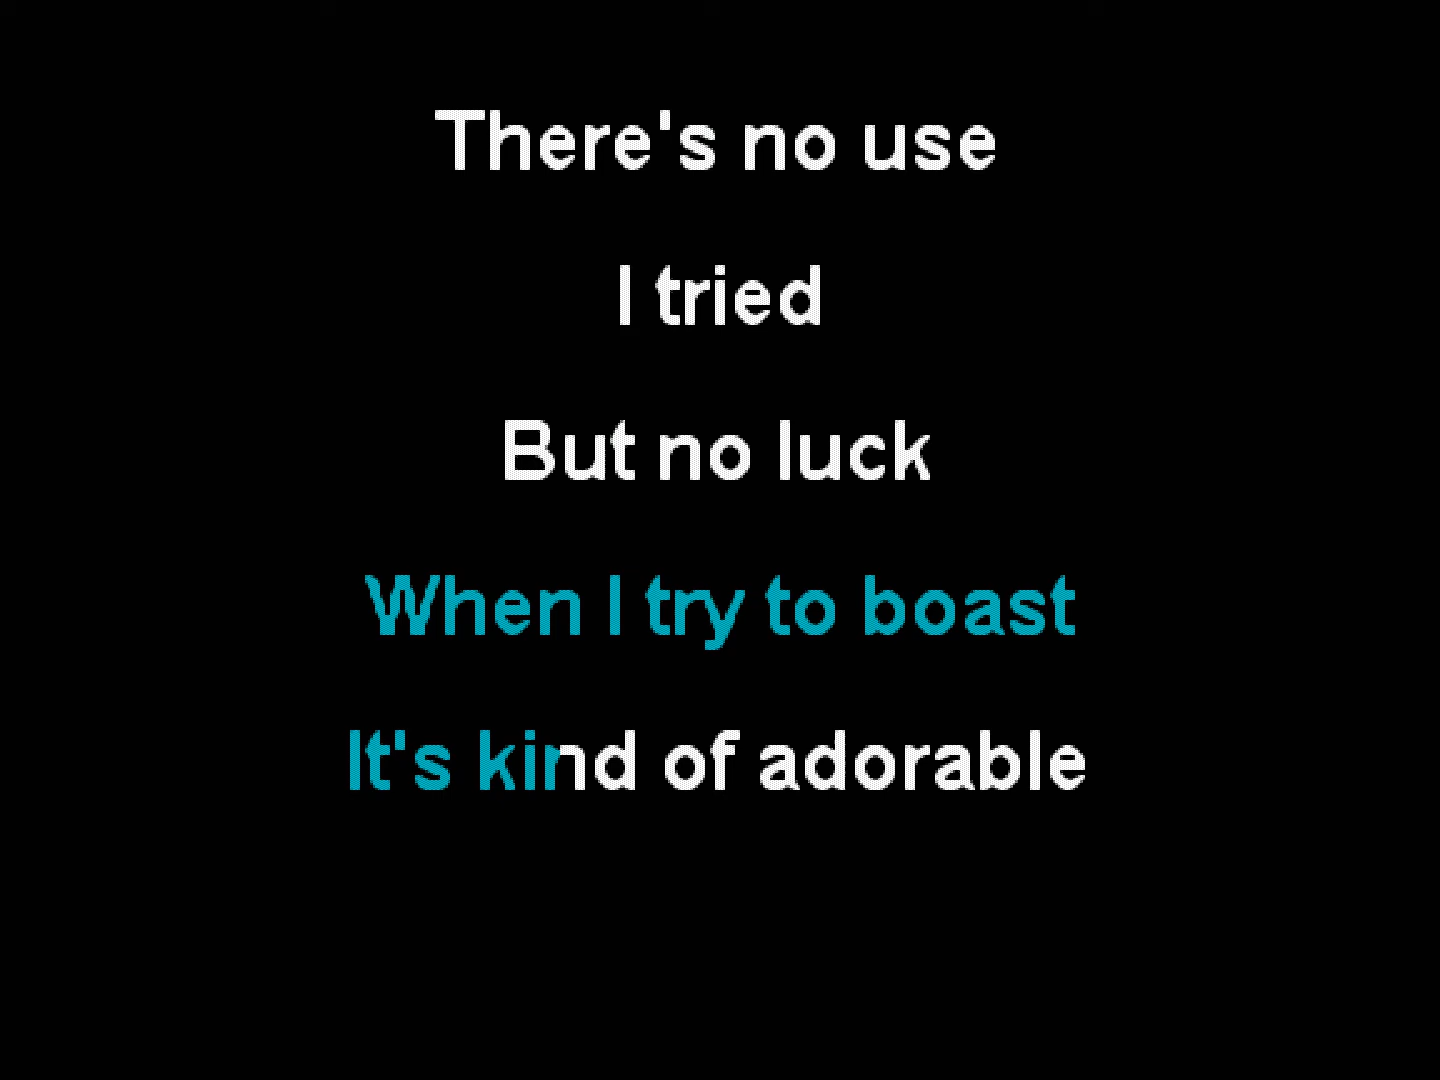 There's no use
I tried
But no luck
When I try to boast
It's kind of adorable